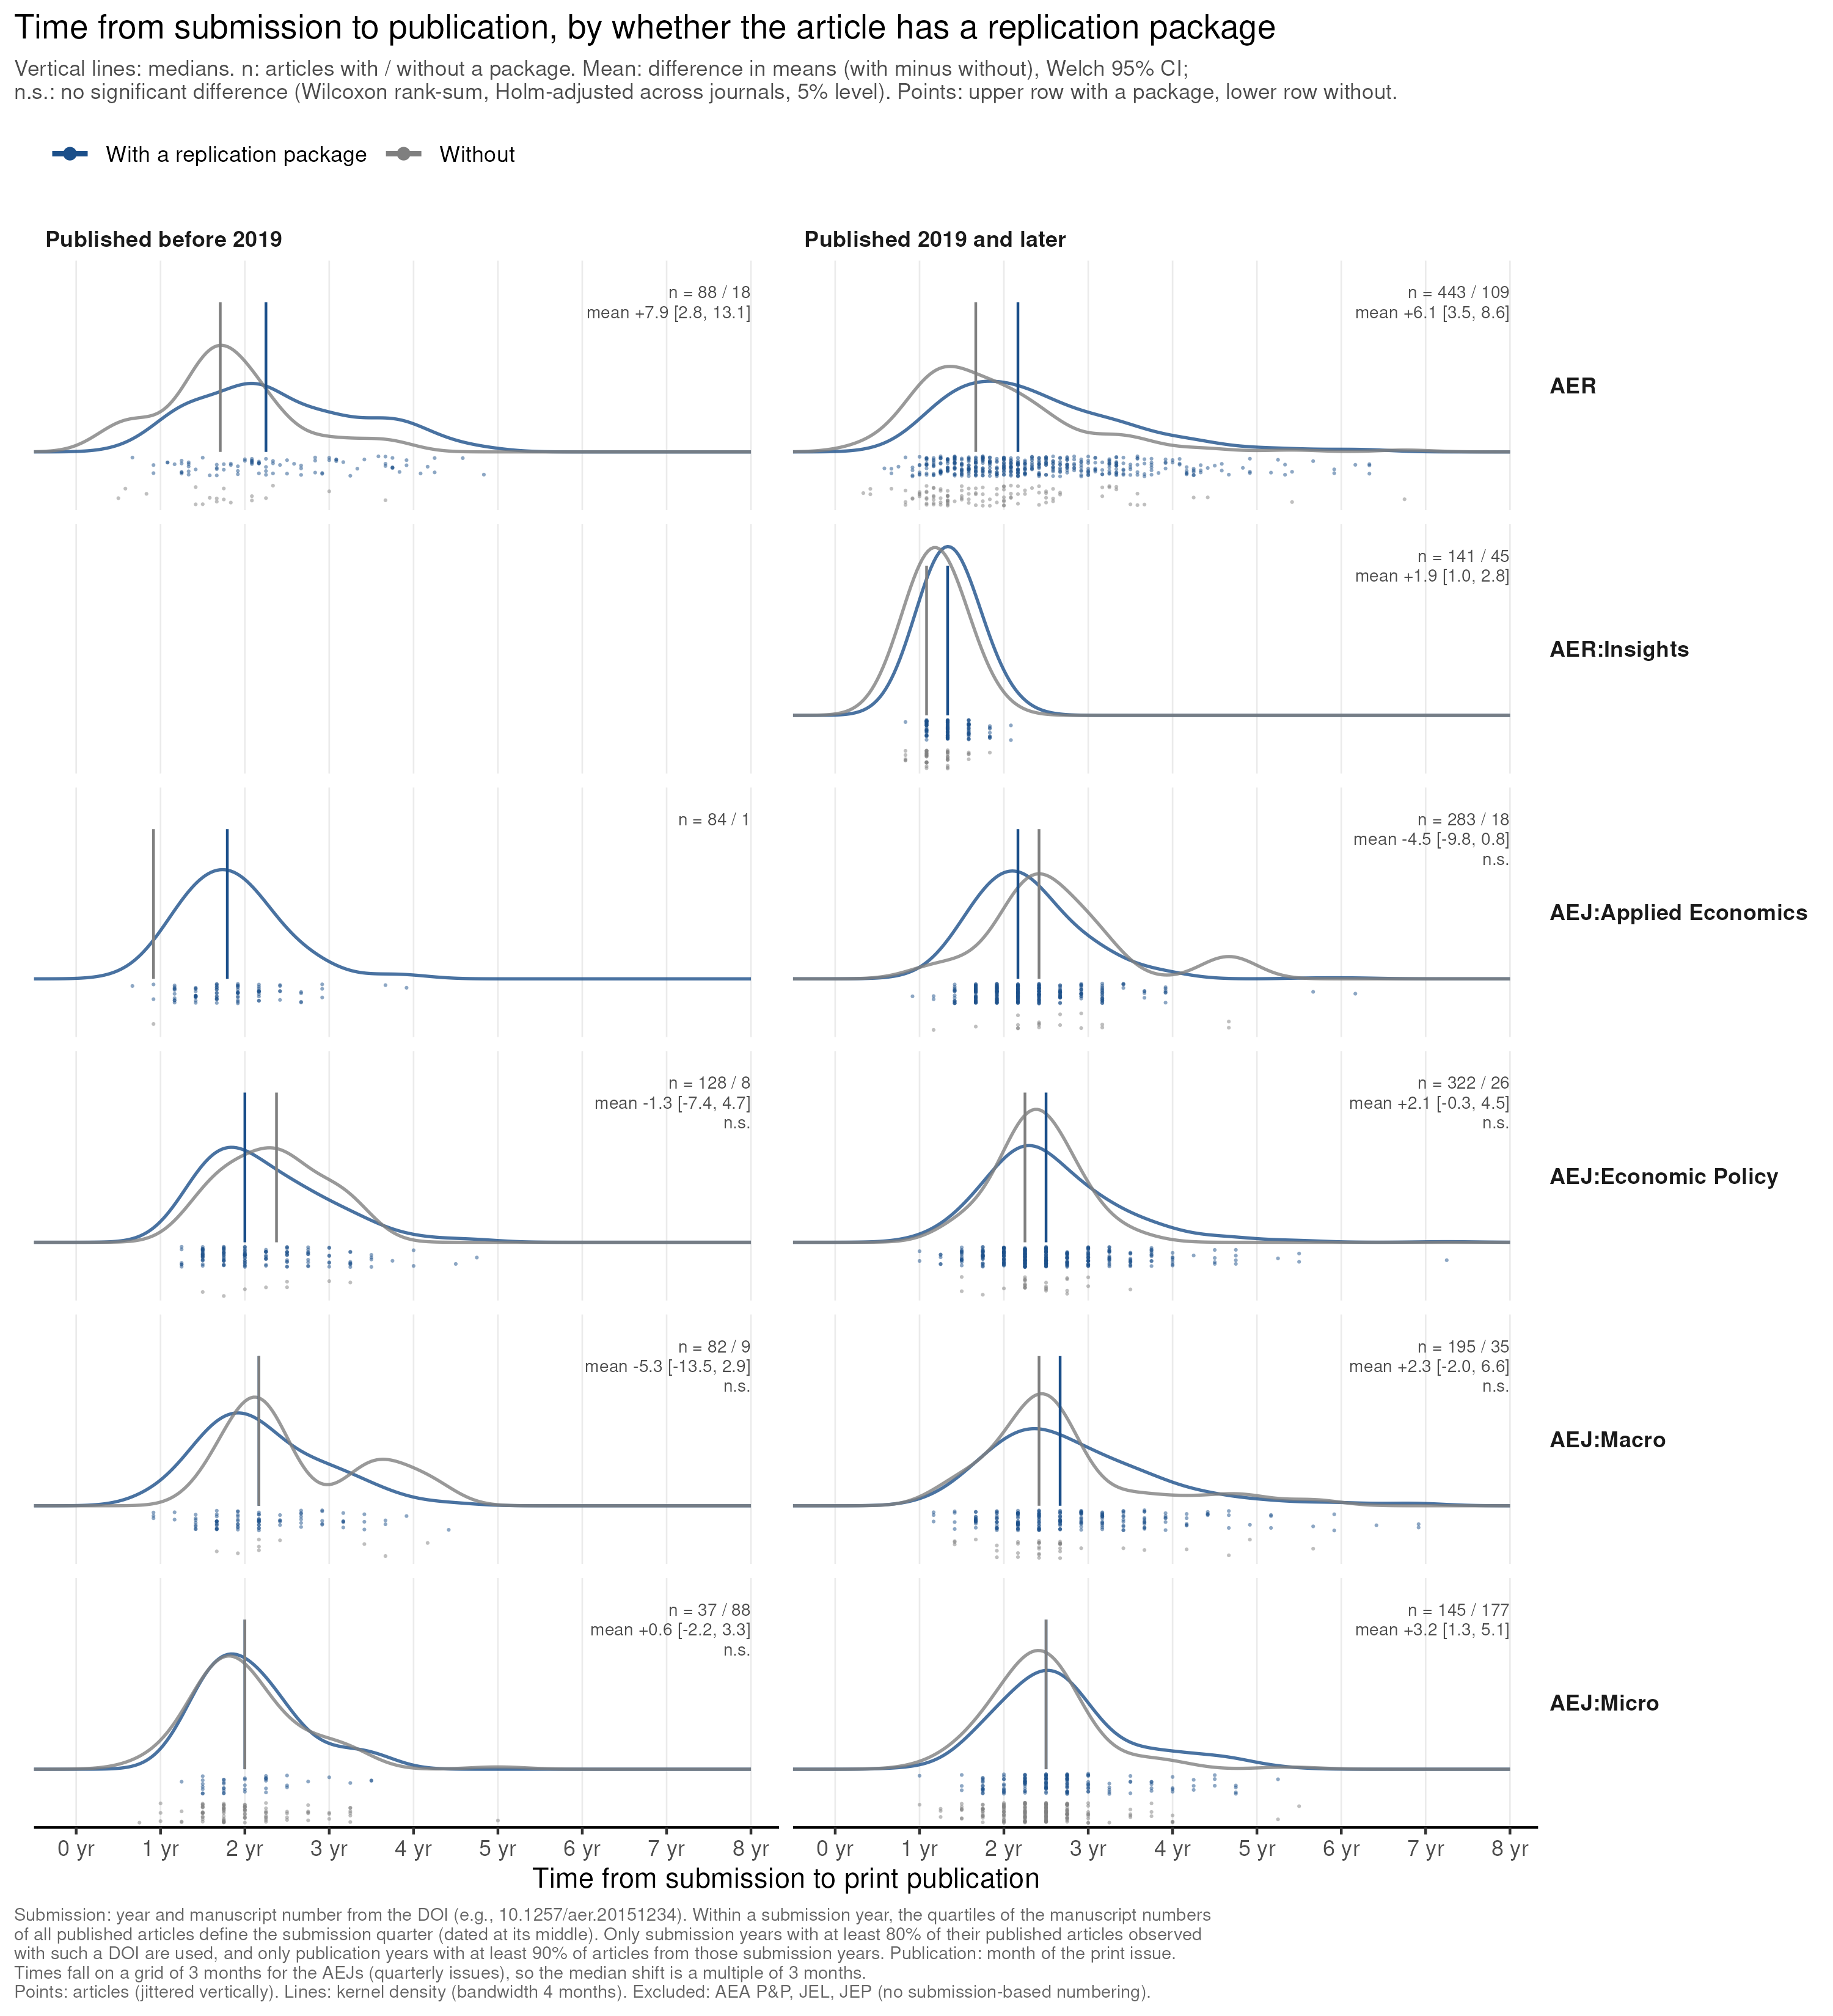 Time from submission to publication, by whether the article has a replication package
Vertical lines: medians. n: articles with / without a package. Mean: difference in means (with minus without), Welch 95% CI;
n.s.: no significant difference (Wilcoxon rank-sum, Holm-adjusted across journals, 5% level). Points: upper row with a package, lower row without.
With a replication package
Without
Published before 2019
Published 2019 and later
n = 88 / 18
mean +7.9 [2.8, 13.1]
n = 443 / 109
mean +6.1 [3.5, 8.6]
AER
n = 141 / 45
mean +1.9 [1.0, 2.8]
AER:Insights
n = 84 / 1
n = 283 / 18
mean -4.5 [-9.8, 0.8]
n.s.
AEJ:Applied Economics
n = 128 / 8
mean -1.3 [-7.4, 4.7]
n.s.
n = 322 / 26
mean +2.1 [-0.3, 4.5]
n.s.
AEJ:Economic Policy
n = 82 / 9
mean -5.3 [-13.5, 2.9]
n.s.
n = 195 / 35
mean +2.3 [-2.0, 6.6]
n.s.
AEJ:Macro
n = 37 / 88
mean +0.6 [-2.2, 3.3]
n.s.
n = 145 / 177
mean +3.2 [1.3, 5.1]
AEJ:Micro
0 yr 1 yr 2 yr 3 yr 4 yr 5 yr 6 yr 7 yr 8 yr
0 yr 1 yr 2 yr 3 yr 4 yr 5 yr 6 yr 7 yr 8 yr
Time from submission to print publication
Submission: year and manuscript number from the DOI (e.g., 10.1257/aer.20151234). Within a submission year, the quartiles of the manuscript numbers
of all published articles define the submission quarter (dated at its middle). Only submission years with at least 80% of their published articles observed
with such a DOI are used, and only publication years with at least 90% of articles from those submission years. Publication: month of the print issue.
Times fall on a grid of 3 months for the AEJs (quarterly issues), so the median shift is a multiple of 3 months.
Points: articles (jittered vertically). Lines: kernel density (bandwidth 4 months). Excluded: AEA P&P, JEL, JEP (no submission-based numbering).